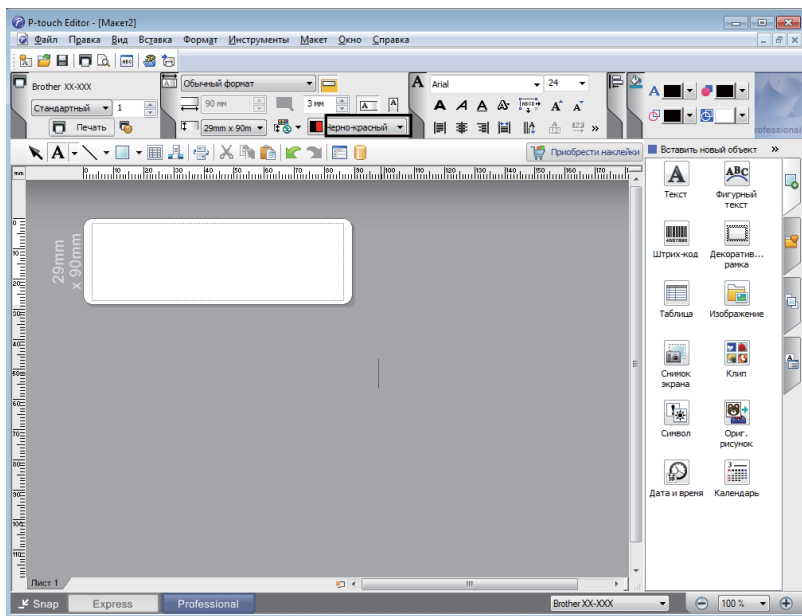 P-touch Editor - [Макет2]
Файл Правка Вид Вставка Формат Инструменты Макет Окно Справка
Brother XX-XXX
Обычный формат
Arial
24
Стандартный
1
90 мм
3 мм
Печать
29mm x 90m
Черно-красный
rofessional
Приобрести наклейки
Вставить новый объект
Текст
Фигурный текст
Штрих-код
Декоратив...
рамка
Таблица
Изображение
Снимок
экрана
Клип
Символ
Ориг.
рисунок
Дата и время
Календарь
29mm
x 90mm
Лист 1
Snap
Express
Professional
Brother XX-XXX
100 %